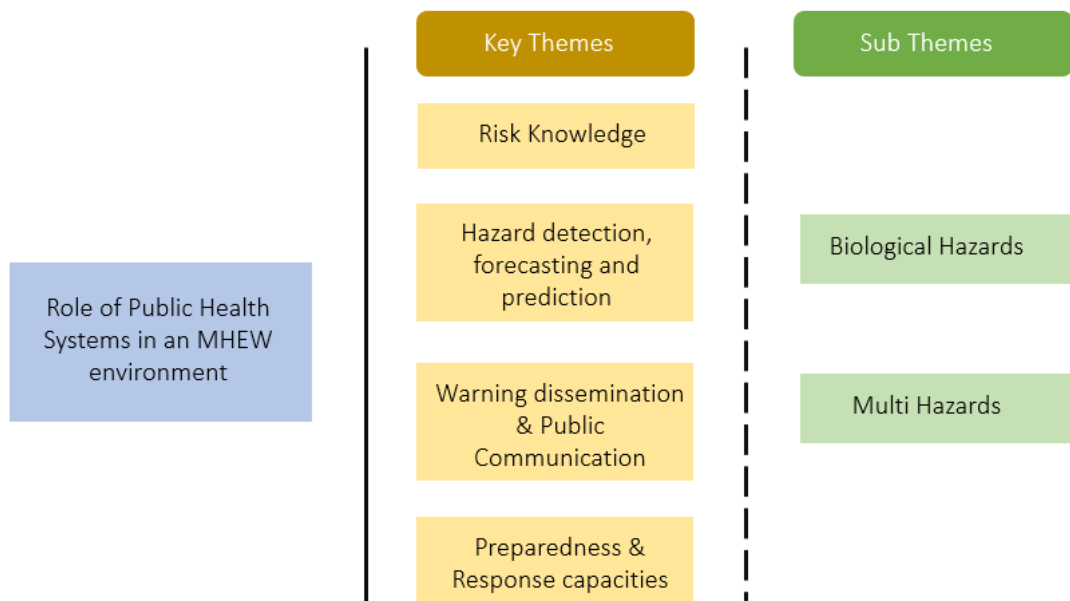 Key Themes
Sub Themes
Risk Knowledge
Hazard detection,
forecasting and
prediction
Biological Hazards
Role of Public Health
Systems in an MHEW
environment
Warning dissemination
& Public
Communication
Multi Hazards
Preparedness &
Response capacities